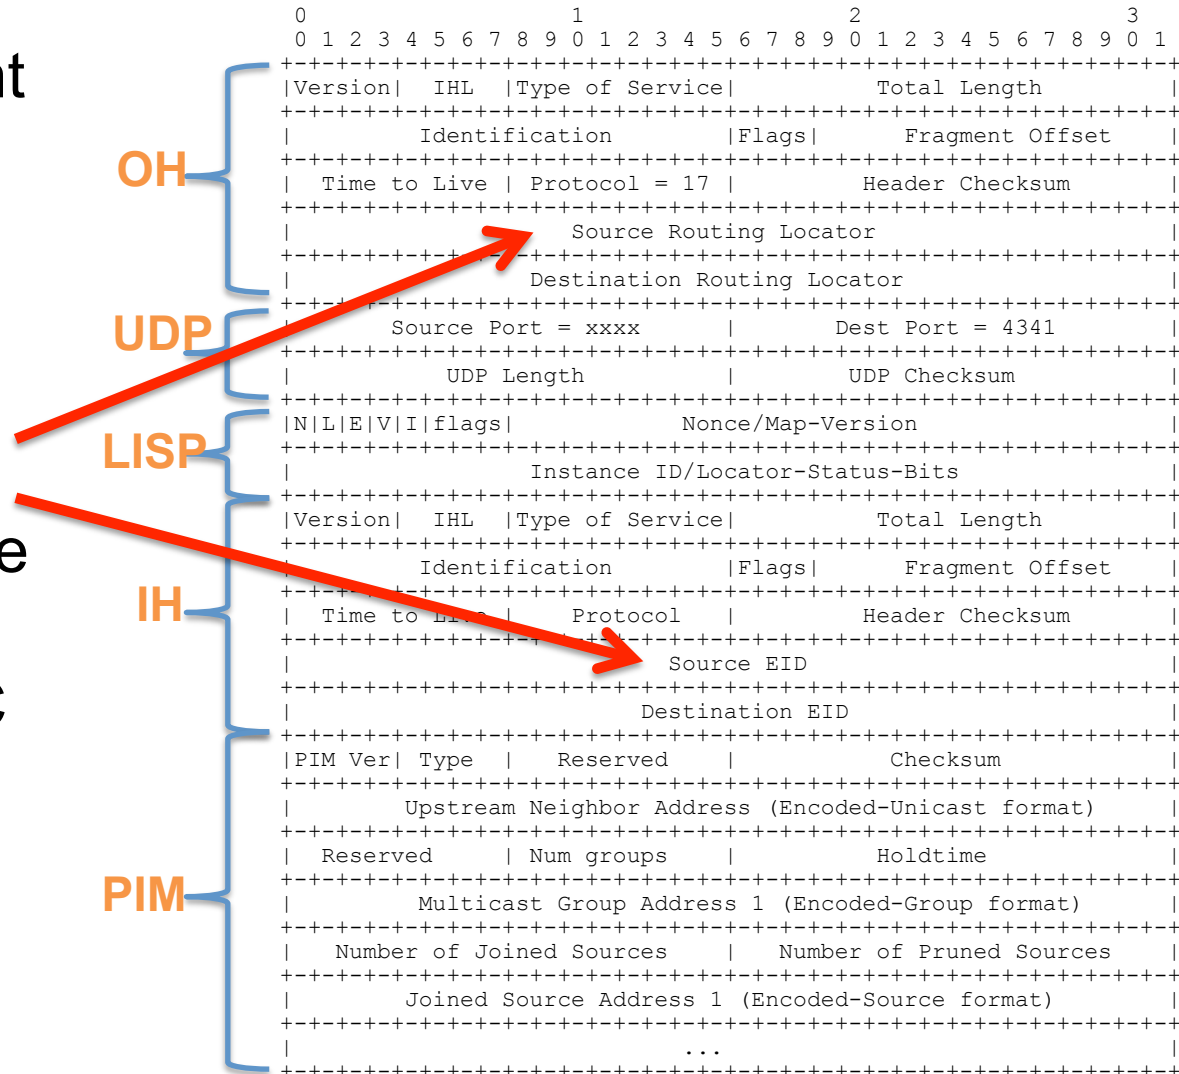 0 1 2 3
0 1 2 3 4 5 6 7 8 9 0 1 2 3 4 5 6 7 8 9 0 1 2 3 4 5 6 7 8 9 0 1
+-+-+-+-+-+-+-+-+-+-+-+-+-+-+-+-+-+-+-+-+-+-+-+-+-+-+-+-+-+-+-+-+
|Version| IHL |Type of Service| Total Length |
+-+-+-+-+-+-+-+-+-+-+-+-+-+-+-+-+-+-+-+-+-+-+-+-+-+-+-+-+-+-+-+-+
| Identification |Flags| Fragment Offset |
+-+-+-+-+-+-+-+-+-+-+-+-+-+-+-+-+-+-+-+-+-+-+-+-+-+-+-+-+-+-+-+-+
OH
| Time to Live | Protocol = 17 | Header Checksum |
+-+-+-+-+-+-+-+-+-+-+-+-+-+-+-+-+-+-+-+-+-+-+-+-+-+-+-+-+-+-+-+-+
| Source Routing Locator |
+-+-+-+-+-+-+-+-+-+-+-+-+-+-+-+-+-+-+-+-+-+-+-+-+-+-+-+-+-+-+-+-+
| Destination Routing Locator |
+-+-+-+-+-+-+-+-+-+-+-+-+-+-+-+-+-+-+-+-+-+-+-+-+-+-+-+-+-+-+-+-+
UDP
| Source Port = xxxx | Dest Port = 4341 |
+-+-+-+-+-+-+-+-+-+-+-+-+-+-+-+-+-+-+-+-+-+-+-+-+-+-+-+-+-+-+-+-+
| UDP Length | UDP Checksum |
+-+-+-+-+-+-+-+-+-+-+-+-+-+-+-+-+-+-+-+-+-+-+-+-+-+-+-+-+-+-+-+-+
|N|L|E|V|I|flags| Nonce/Map-Version |
+-+-+-+-+-+-+-+-+-+-+-+-+-+-+-+-+-+-+-+-+-+-+-+-+-+-+-+-+-+-+-+-+
LISP
| Instance ID/Locator-Status-Bits |
+-+-+-+-+-+-+-+-+-+-+-+-+-+-+-+-+-+-+-+-+-+-+-+-+-+-+-+-+-+-+-+-+
|Version| IHL |Type of Service| Total Length |
+-+-+-+-+-+-+-+-+-+-+-+-+-+-+-+-+-+-+-+-+-+-+-+-+-+-+-+-+-+-+-+-+
| Identification |Flags| Fragment Offset |
+-+-+-+-+-+-+-+-+-+-+-+-+-+-+-+-+-+-+-+-+-+-+-+-+-+-+-+-+-+-+-+-+
IH
| Time to Live | Protocol | Header Checksum |
+-+-+-+-+-+-+-+-+-+-+-+-+-+-+-+-+-+-+-+-+-+-+-+-+-+-+-+-+-+-+-+-+
| Source EID |
+-+-+-+-+-+-+-+-+-+-+-+-+-+-+-+-+-+-+-+-+-+-+-+-+-+-+-+-+-+-+-+-+
| Destination EID |
+-+-+-+-+-+-+-+-+-+-+-+-+-+-+-+-+-+-+-+-+-+-+-+-+-+-+-+-+-+-+-+-+
|PIM Ver| Type | Reserved | Checksum |
+-+-+-+-+-+-+-+-+-+-+-+-+-+-+-+-+-+-+-+-+-+-+-+-+-+-+-+-+-+-+-+-+
| Upstream Neighbor Address (Encoded-Unicast format) |
+-+-+-+-+-+-+-+-+-+-+-+-+-+-+-+-+-+-+-+-+-+-+-+-+-+-+-+-+-+-+-+-+
| Reserved | Num groups | Holdtime |
+-+-+-+-+-+-+-+-+-+-+-+-+-+-+-+-+-+-+-+-+-+-+-+-+-+-+-+-+-+-+-+-+
PIM
| Multicast Group Address 1 (Encoded-Group format) |
+-+-+-+-+-+-+-+-+-+-+-+-+-+-+-+-+-+-+-+-+-+-+-+-+-+-+-+-+-+-+-+-+
| Number of Joined Sources | Number of Pruned Sources |
+-+-+-+-+-+-+-+-+-+-+-+-+-+-+-+-+-+-+-+-+-+-+-+-+-+-+-+-+-+-+-+-+
| Joined Source Address 1 (Encoded-Source format) |
+-+-+-+-+-+-+-+-+-+-+-+-+-+-+-+-+-+-+-+-+-+-+-+-+-+-+-+-+-+-+-+-+
| ... |
+-+-+-+-+-+-+-+-+-+-+-+-+-+-+-+-+-+-+-+-+-+-+-+-+-+-+-+-+-+-+-+-+